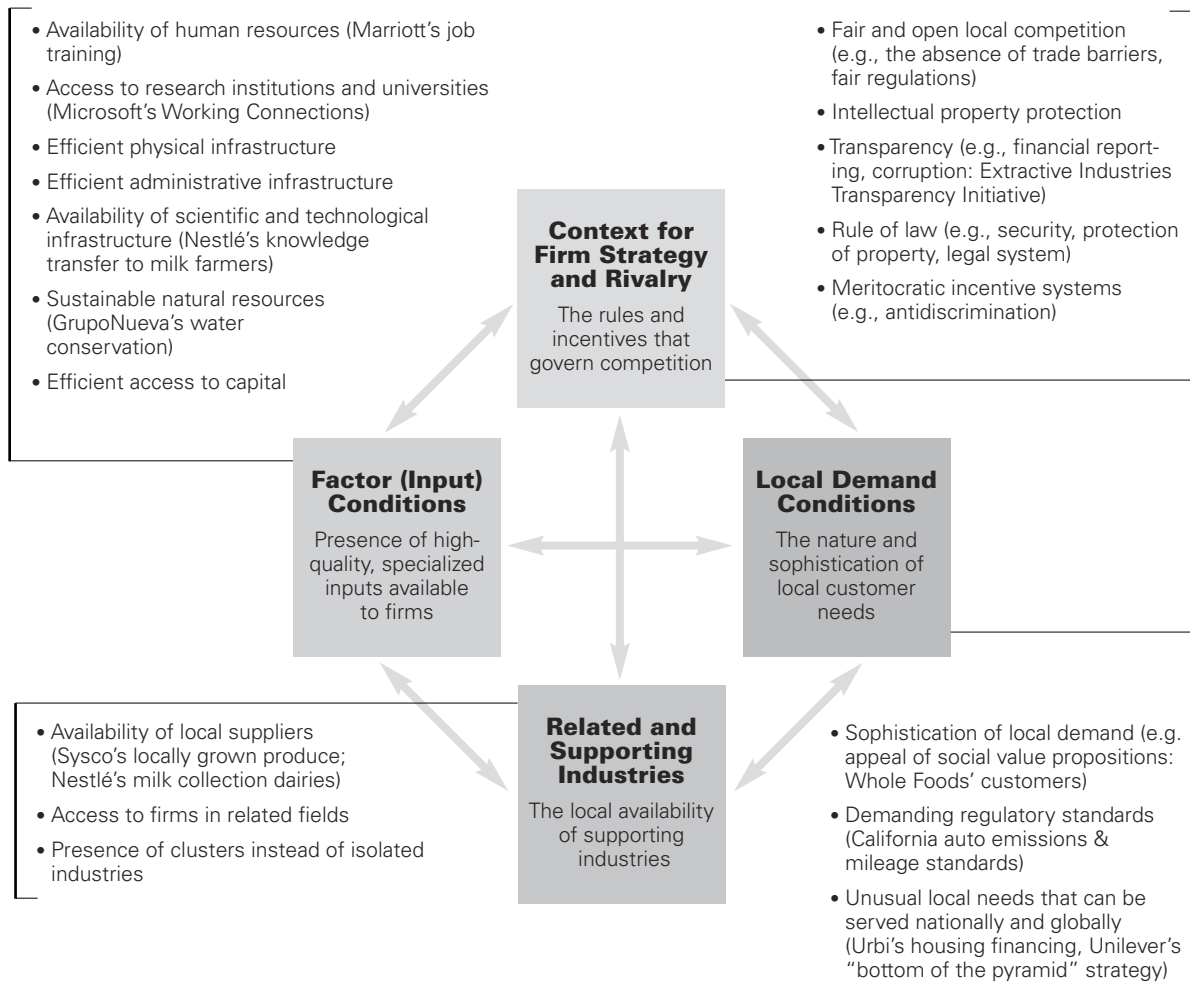 • Availability of human resources (Marriott’s job
training)
• Access to research institutions and universities
(Microsoft’s Working Connections)
• Efficient physical infrastructure
• Efficient administrative infrastructure
• Availability of scientific and technological
infrastructure (Nestlé’s knowledge
transfer to milk farmers)
• Sustainable natural resources
(GrupoNueva’s water
conservation)
• Efficient access to capital
• Fair and open local competition
(e.g., the absence of trade barriers,
fair regulations)
• Intellectual property protection
• Transparency (e.g., financial report-
ing, corruption: Extractive Industries
Transparency Initiative)
• Rule of law (e.g., security, protection
of property, legal system)
• Meritocratic incentive systems
(e.g., antidiscrimination)
Context for
Firm Strategy
and Rivalry
The rules and
incentives that
govern competition
Factor (Input)
Conditions
Presence of high-
quality, specialized
inputs available
to firms
Local Demand
Conditions
The nature and
sophistication of
local customer
needs
Related and
Supporting
Industries
The local availability
of supporting
industries
• Availability of local suppliers
(Sysco’s locally grown produce;
Nestlé’s milk collection dairies)
• Access to firms in related fields
• Presence of clusters instead of isolated
industries
• Sophistication of local demand (e.g.
appeal of social value propositions:
Whole Foods’ customers)
• Demanding regulatory standards
(California auto emissions &
mileage standards)
• Unusual local needs that can be
served nationally and globally
(Urbi’s housing financing, Unilever’s
“bottom of the pyramid” strategy)